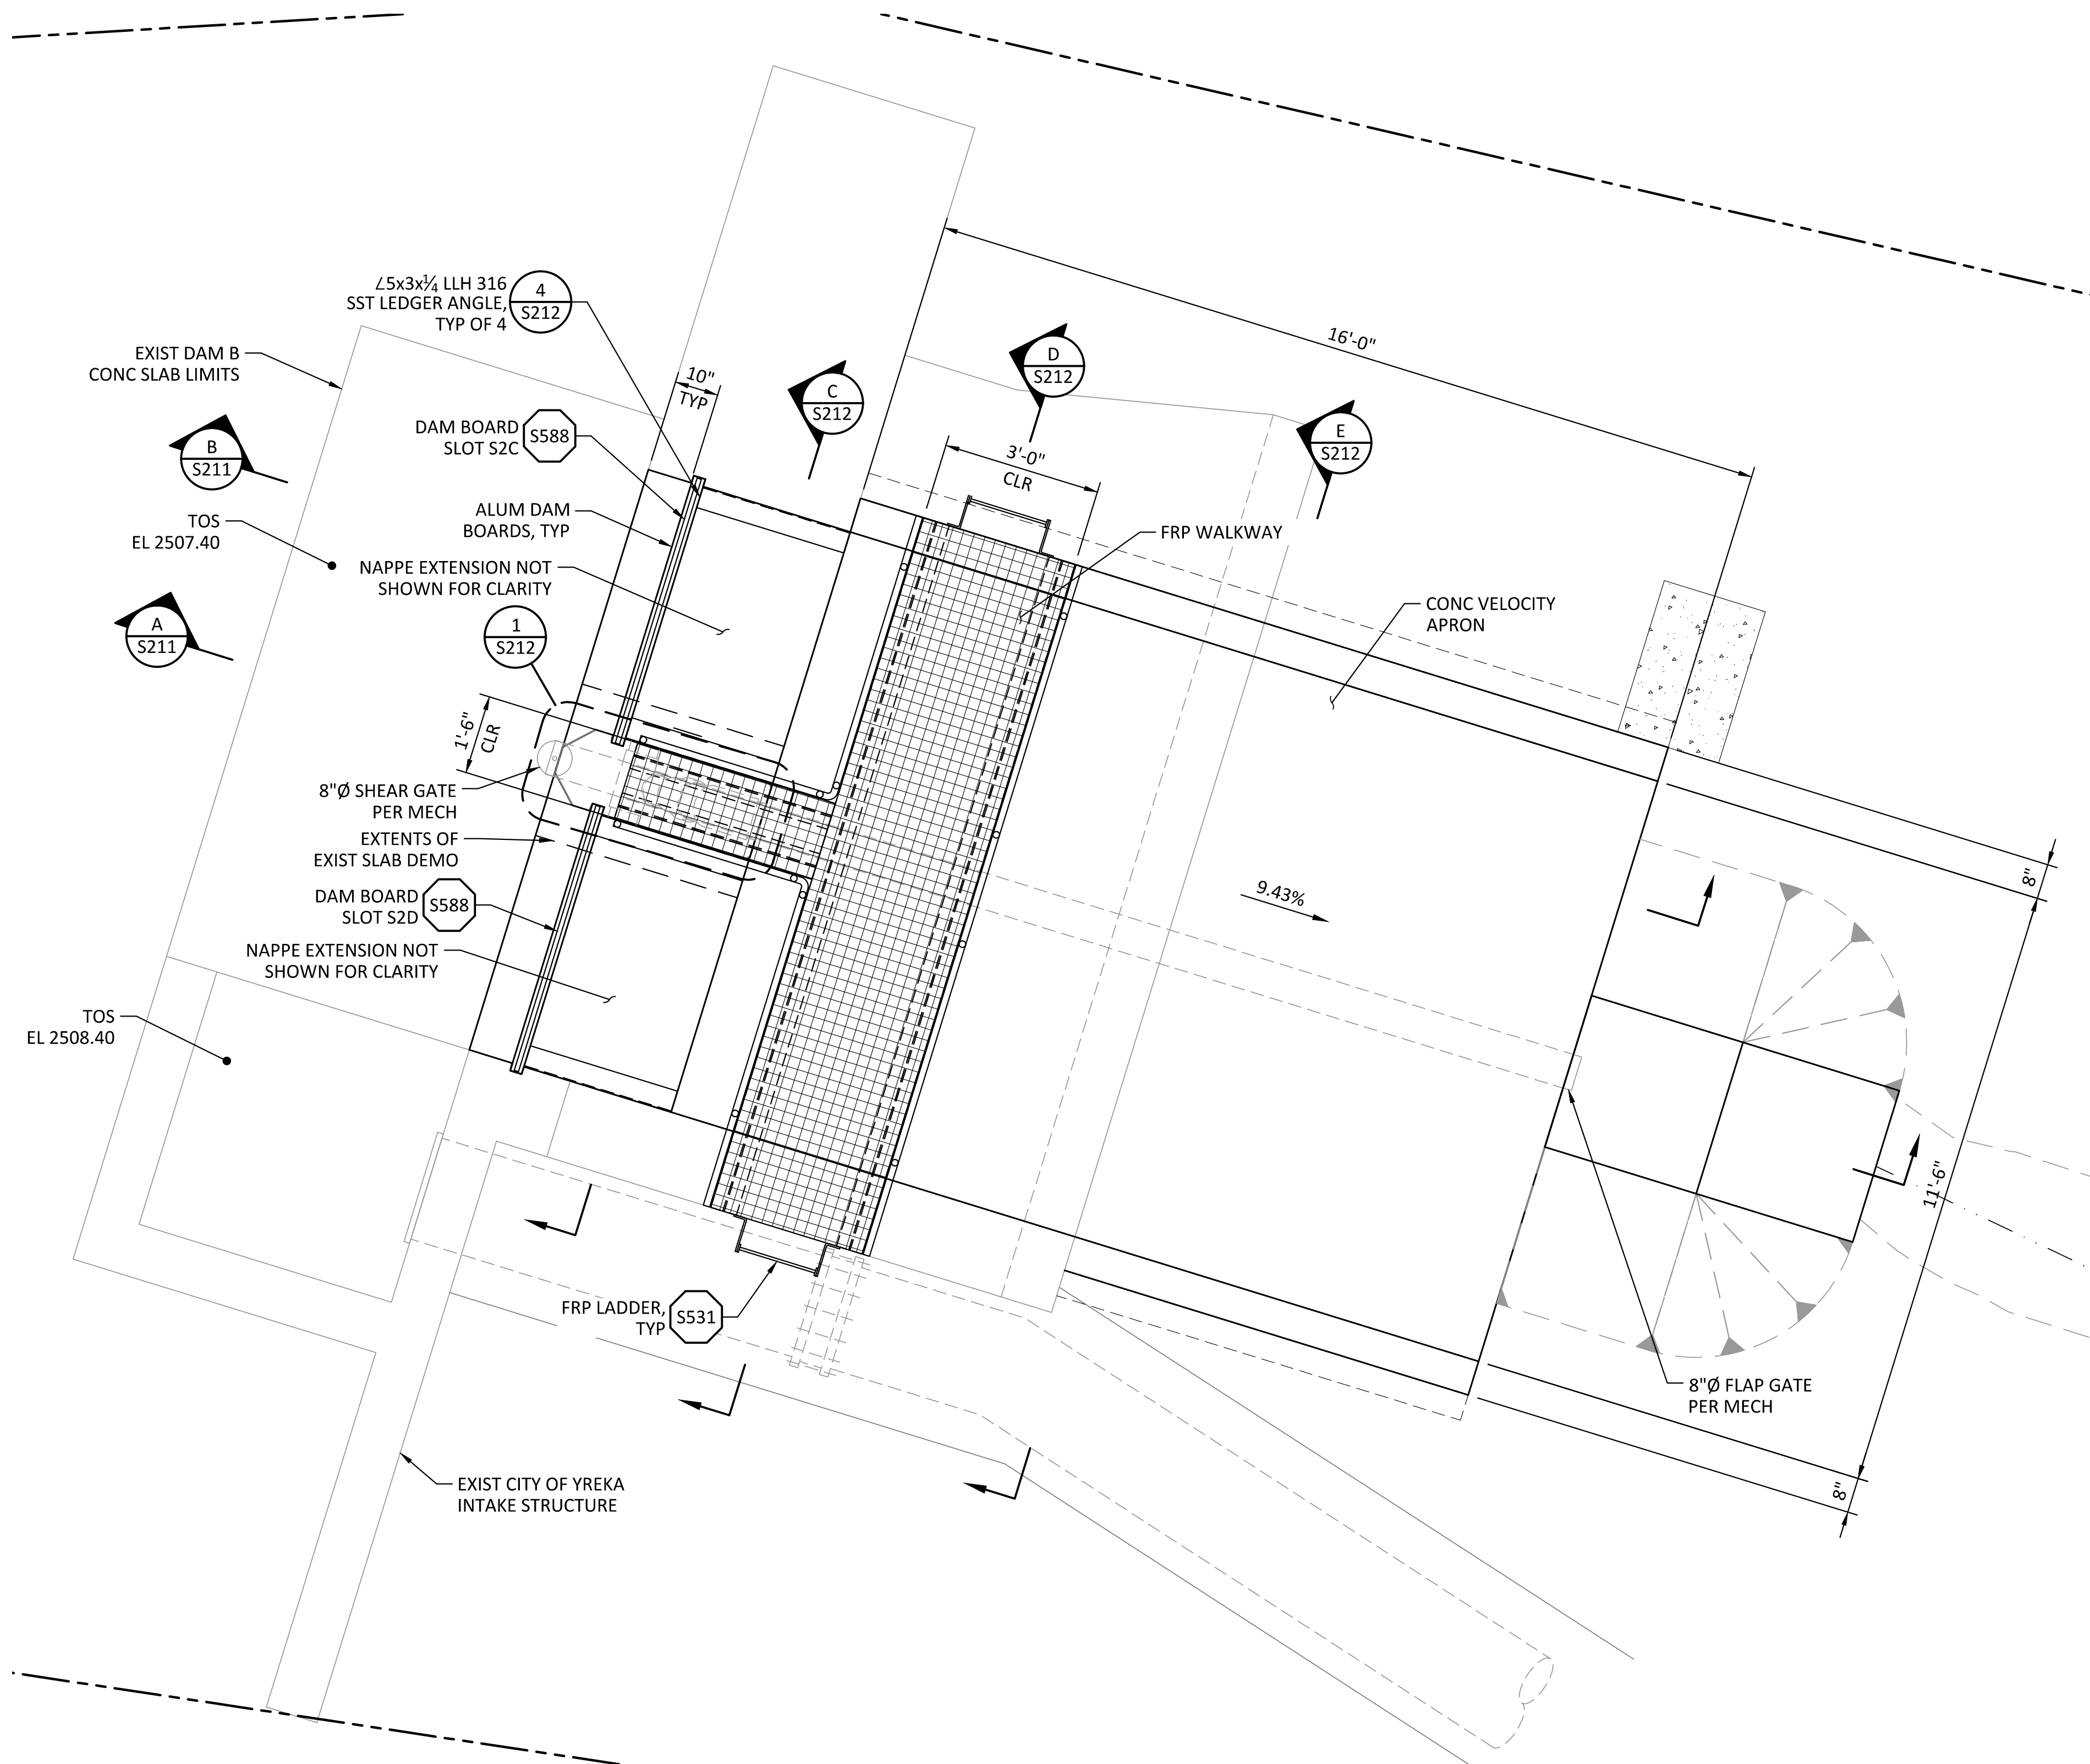 16'-0"
∠5x3x¼ LLH 316
SST LEDGER ANGLE,
TYP OF 4
4
S212
EXIST DAM B
CONC SLAB LIMITS
10"
TYP
C
S212
D
S212
E
S212
B
S211
DAM BOARD
SLOT S2C
S588
3'-0"
CLR
TOS
EL 2507.40
ALUM DAM
BOARDS, TYP
FRP WALKWAY
NAPPE EXTENSION NOT
SHOWN FOR CLARITY
A
S211
1
S212
CONC VELOCITY
APRON
1'-6"
CLR
8"Ø SHEAR GATE
PER MECH
EXTENTS OF
EXIST SLAB DEMO
DAM BOARD
SLOT S2D
S588
9.43%
8"
NAPPE EXTENSION NOT
SHOWN FOR CLARITY
TOS
EL 2508.40
11'-6"
FRP LADDER,
TYP
S531
8"Ø FLAP GATE
PER MECH
8"
EXIST CITY OF YREKA
INTAKE STRUCTURE